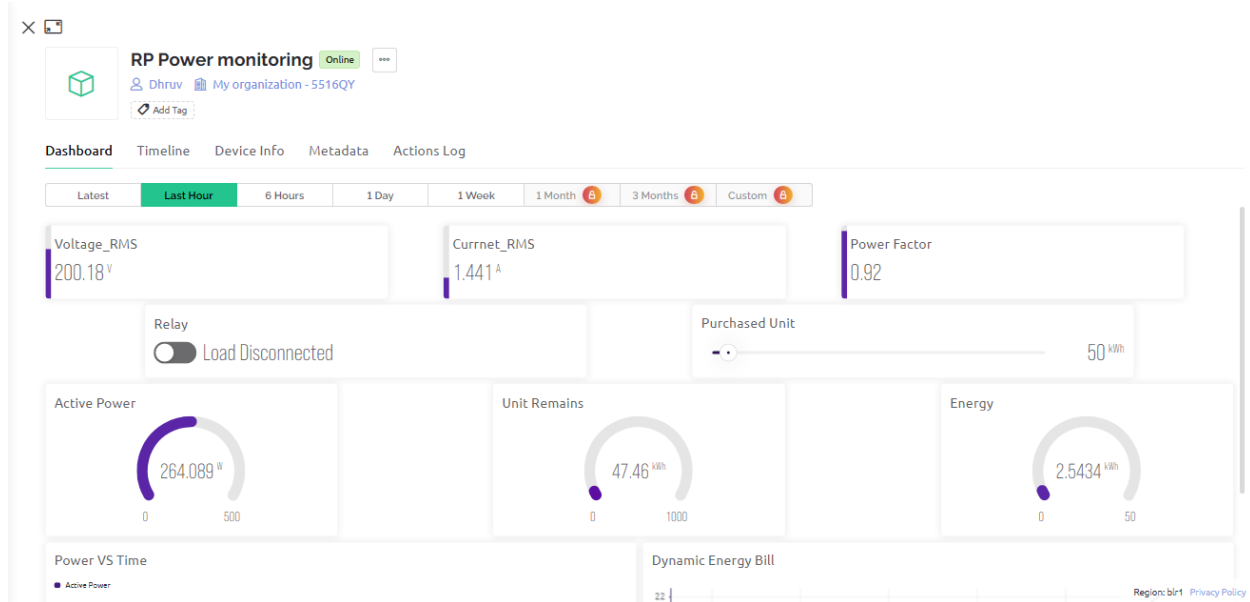 RP Power monitoring Online
Dhruv My organization - 5516QY
Add Tag
Dashboard Timeline Device Info Metadata Actions Log
Latest Last Hour 6 Hours 1 Day 1 Week 1 Month 3 Months Custom
Voltage_RMS Currnet_RMS Power Factor
200.18 V 1.441 A 0.92
Relay Purchased Unit
Load Disconnected 50 kWh
Active Power Unit Remains Energy
264.089 W 47.46 kWh 2.5434 kWh
0 500 0 1000 0 50
Power VS Time Dynamic Energy Bill
Active Power
22
Region: blr1 Privacy Policy